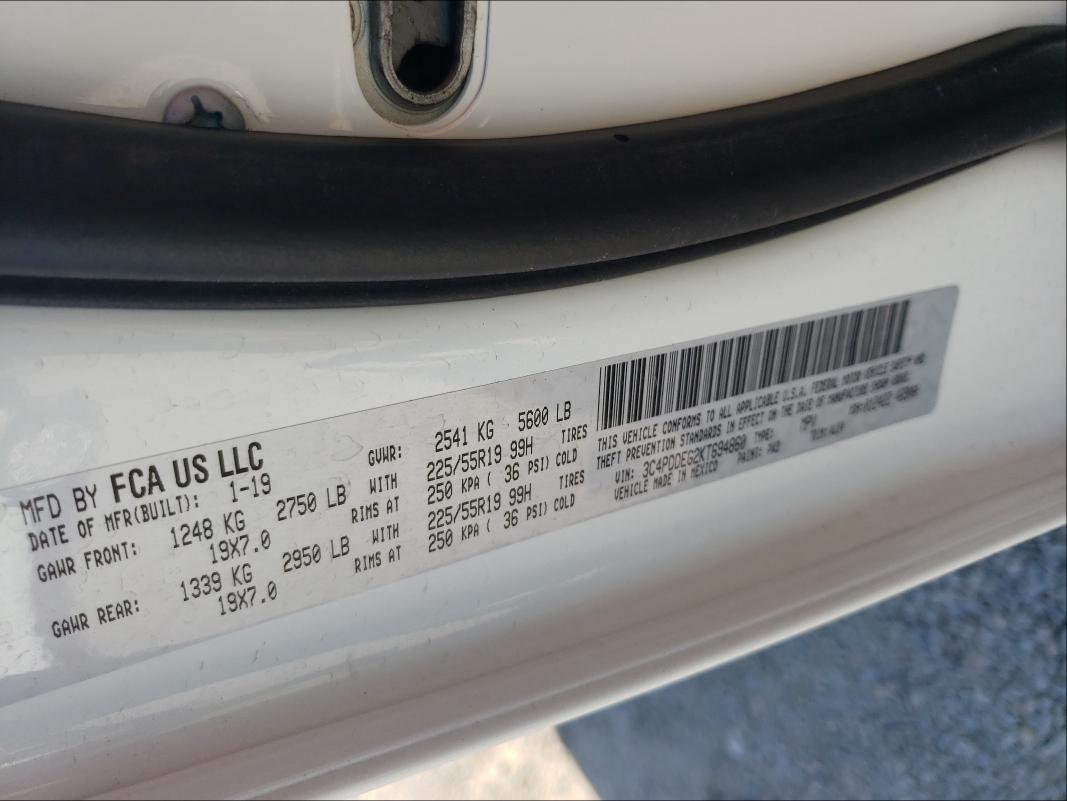 MFD BY FCA US LLC
DATE OF MFR(BUILT): 1-19 GVWR: 2541 KG 5600 LB
GAWR FRONT: 1248 KG 2750 LB WITH 225/55R19 99H TIRES
19X7.0 RIMS AT 250 KPA ( 36 PSI) COLD
GAWR REAR: 1339 KG 2950 LB WITH 225/55R19 99H TIRES
19X7.0 RIMS AT 250 KPA ( 36 PSI) COLD
THIS VEHICLE CONFORMS TO ALL APPLICABLE U.S.A. FEDERAL MOTOR VEHICLE SAFETY AND
THEFT PREVENTION STANDARDS IN EFFECT ON THE DATE OF MANUFACTURE SHOWN ABOVE.
VIN: 3C4PDDEG2KT694860 TYPE: MPV
VEHICLE MADE IN MEXICO PAINT: PW3 TRIM: